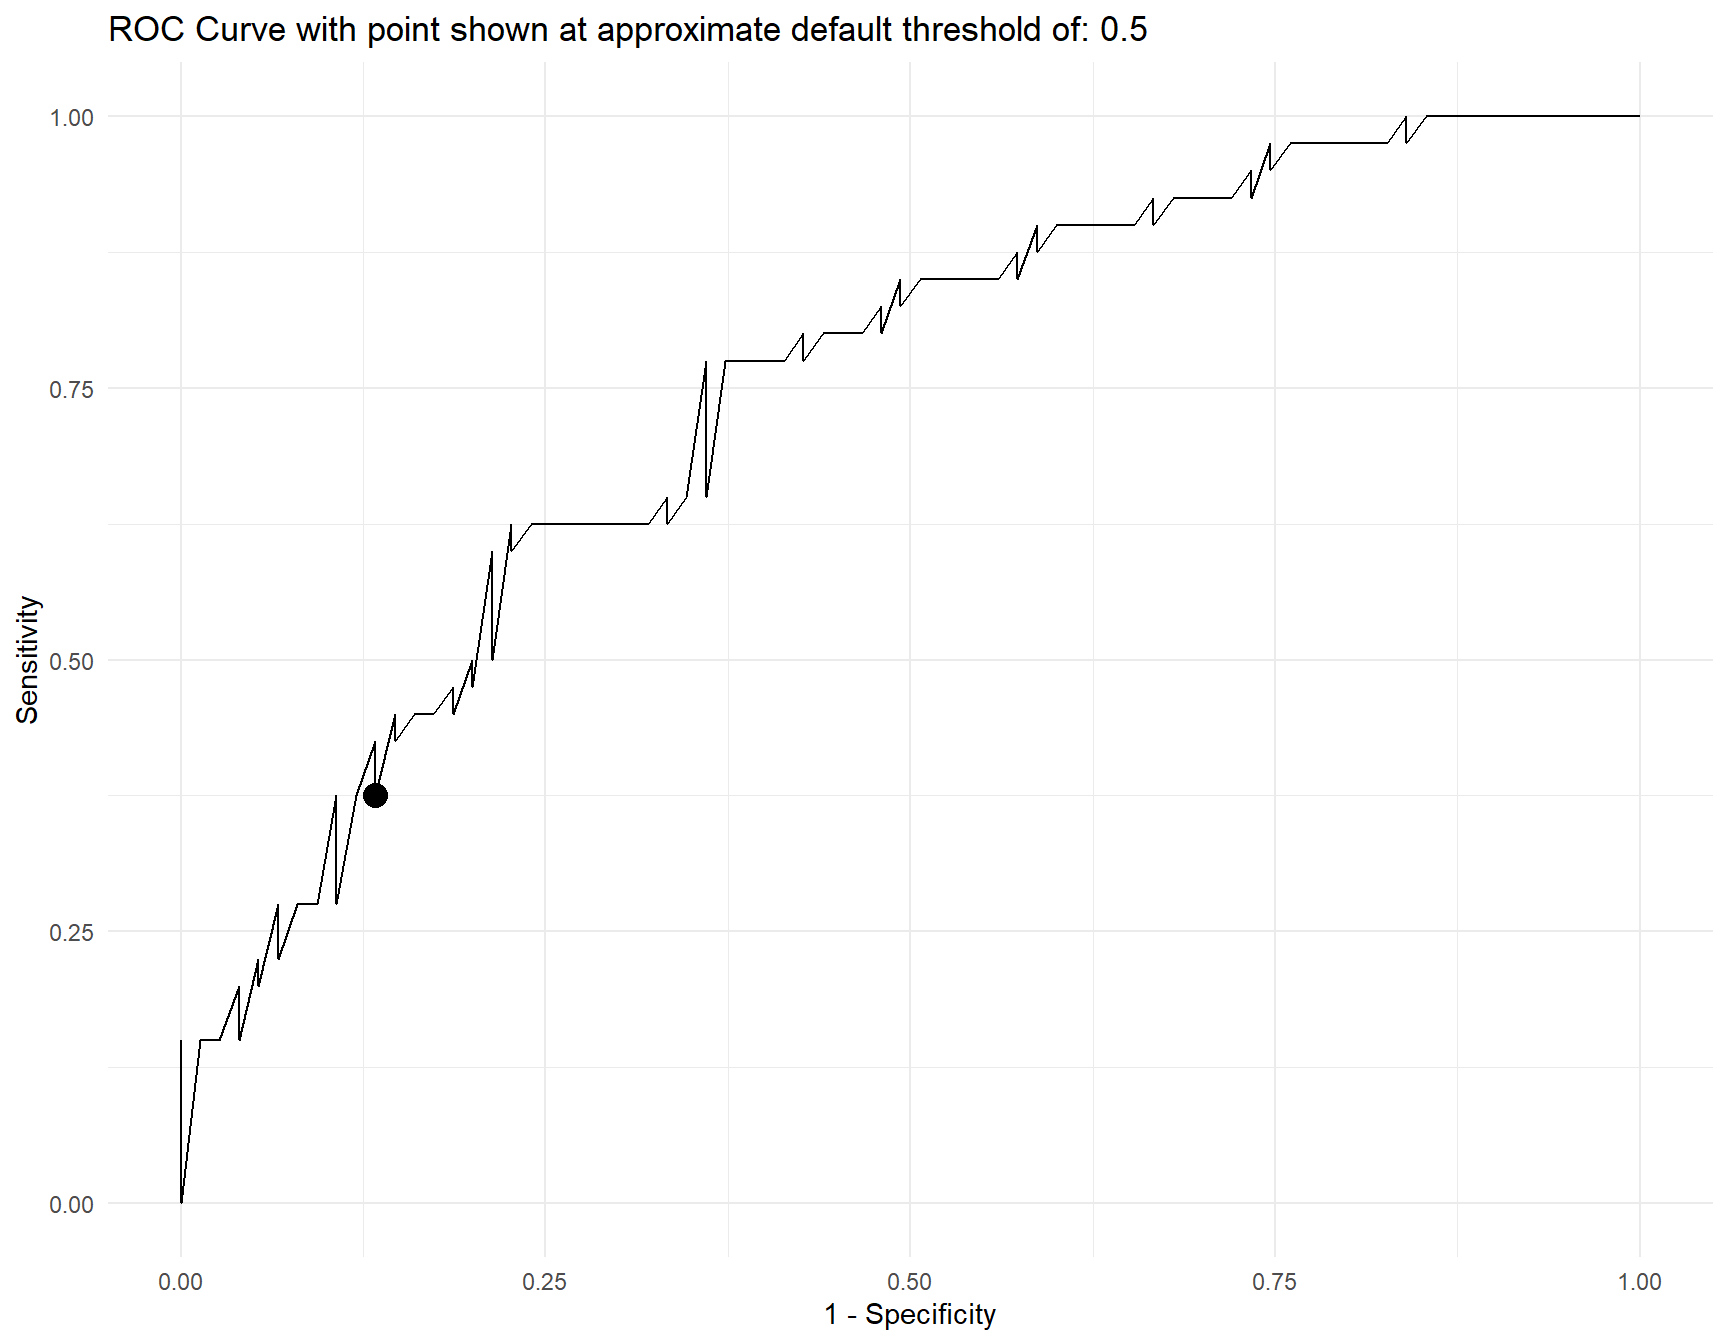 ROC Curve with point shown at approximate default threshold of: 0.5
1.00
0.75
0.50
0.25
0.00
Sensitivity
0.00 0.25 0.50 0.75 1.00
1 - Specificity